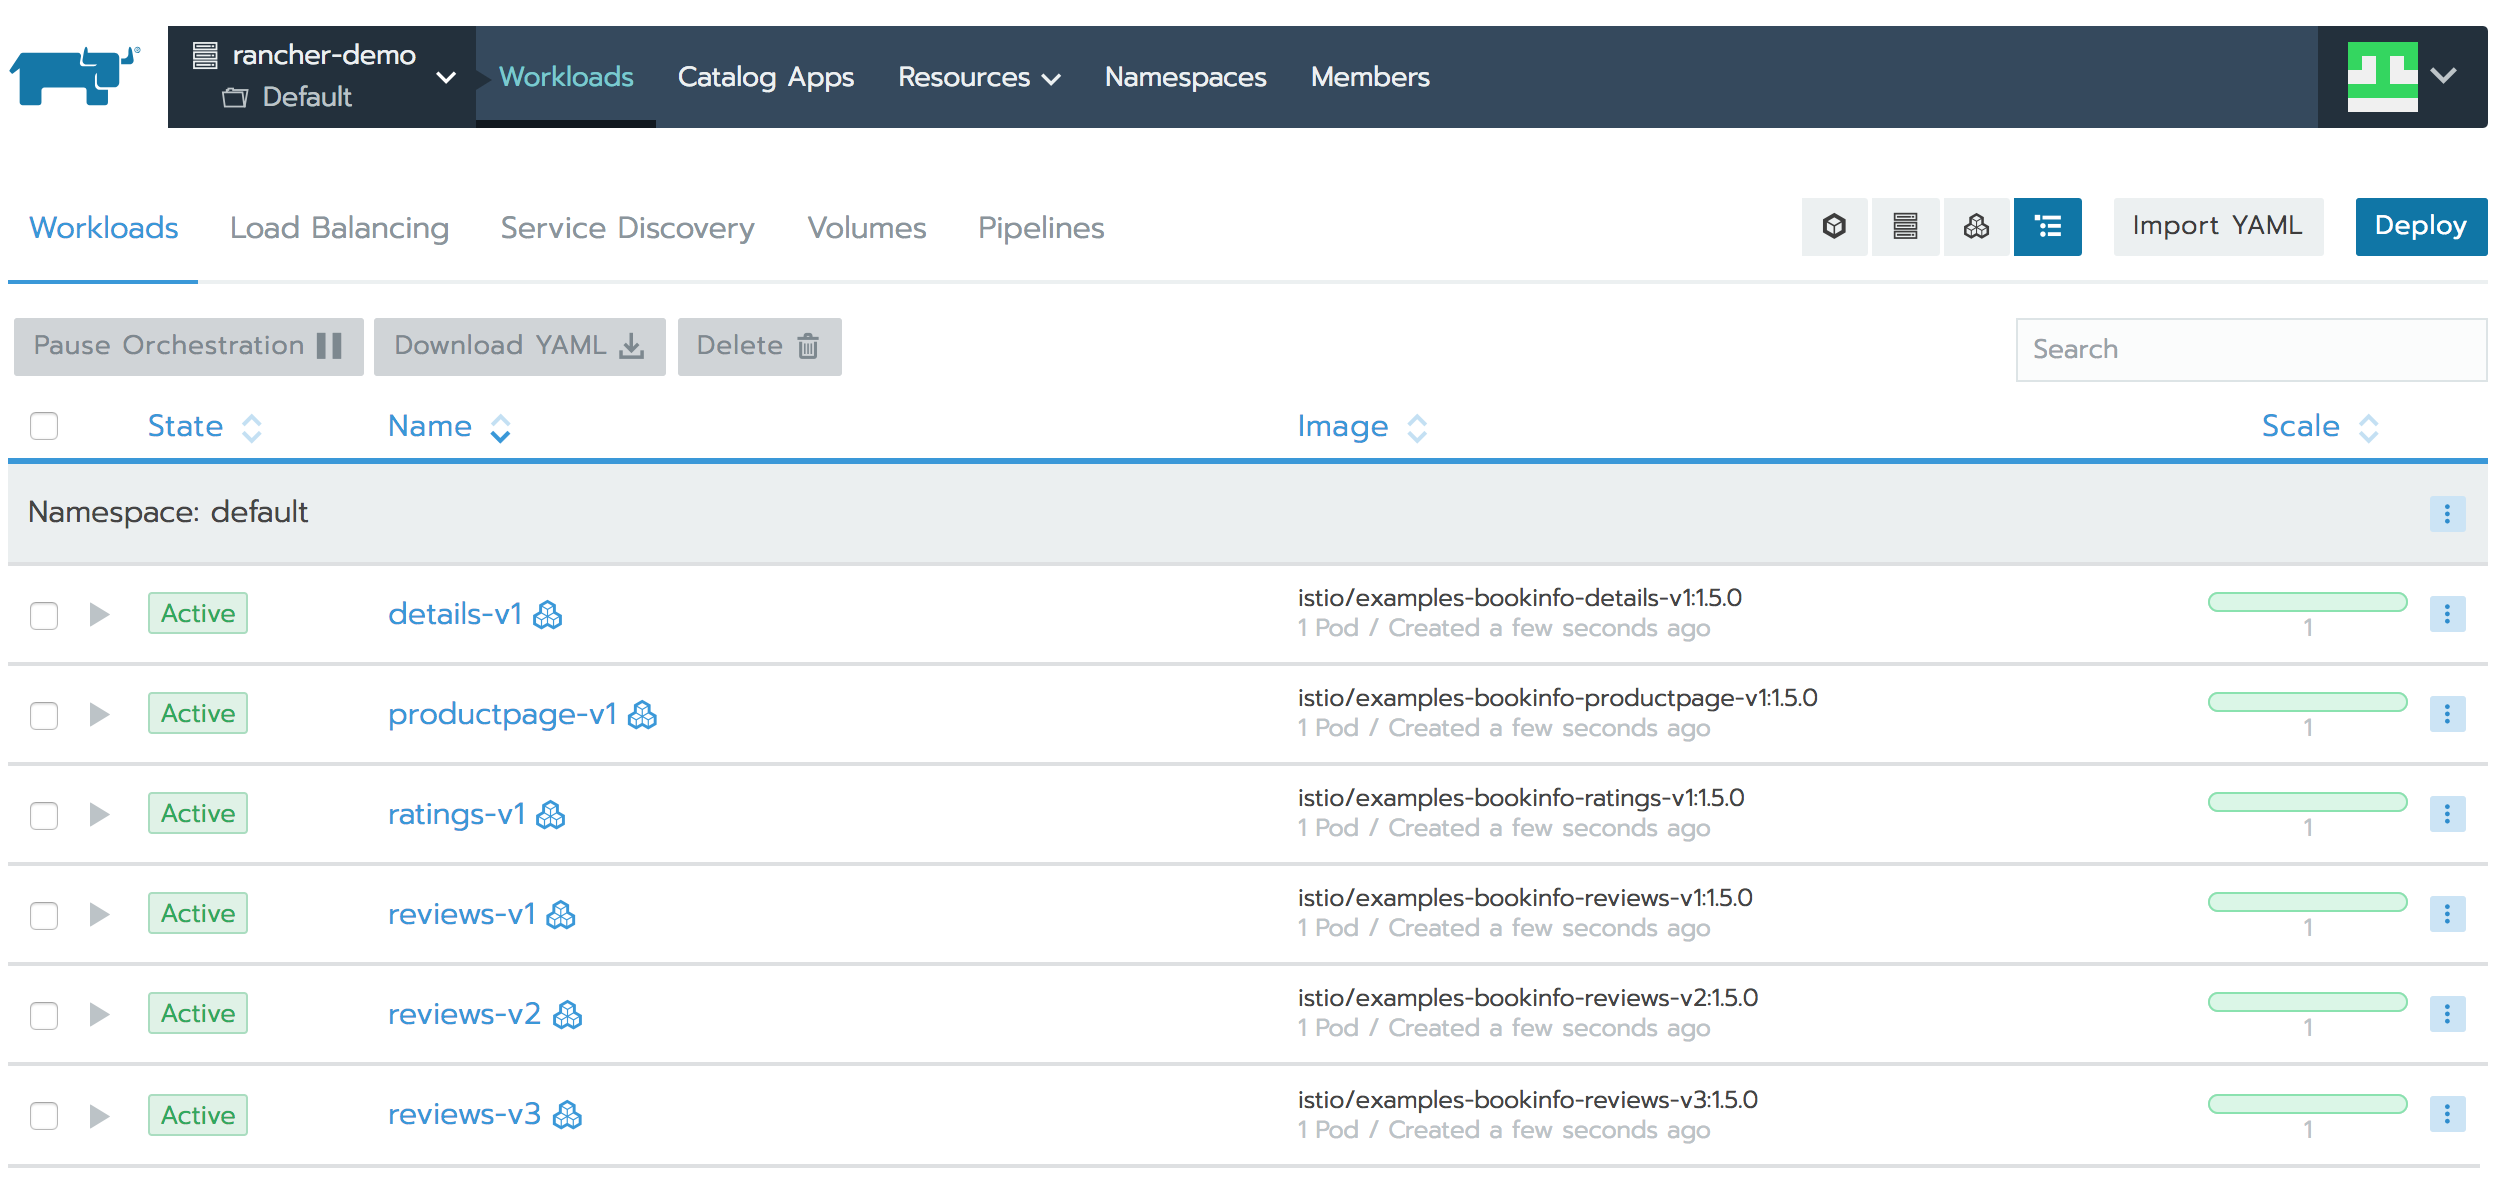 rancher-demo
Default
Workloads Catalog Apps Resources Namespaces Members
Workloads Load Balancing Service Discovery Volumes Pipelines Import YAML Deploy
Pause Orchestration Download YAML Delete Search
State Name Image Scale
Namespace: default
Active details-v1 istio/examples-bookinfo-details-v1:1.5.0
1 Pod / Created a few seconds ago 1
Active productpage-v1 istio/examples-bookinfo-productpage-v1:1.5.0
1 Pod / Created a few seconds ago 1
Active ratings-v1 istio/examples-bookinfo-ratings-v1:1.5.0
1 Pod / Created a few seconds ago 1
Active reviews-v1 istio/examples-bookinfo-reviews-v1:1.5.0
1 Pod / Created a few seconds ago 1
Active reviews-v2 istio/examples-bookinfo-reviews-v2:1.5.0
1 Pod / Created a few seconds ago 1
Active reviews-v3 istio/examples-bookinfo-reviews-v3:1.5.0
1 Pod / Created a few seconds ago 1